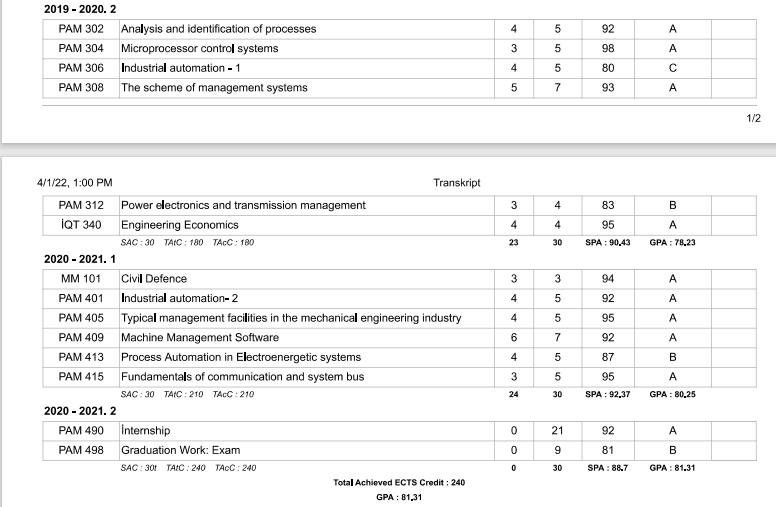 2019 - 2020. 2
PAM 302 Analysis and identification of processes 4 5 92 A
PAM 304 Microprocessor control systems 3 5 98 A
PAM 306 Industrial automation - 1 4 5 80 C
PAM 308 The scheme of management systems 5 7 93 A
1/2
4/1/22, 1:00 PM Transkript
PAM 312 Power electronics and transmission management 3 4 83 B
İQT 340 Engineering Economics 4 4 95 A
SAC : 30 TAtC : 180 TAcC : 180 23 30 SPA : 90.43 GPA : 78.23
2020 - 2021. 1
MM 101 Civil Defence 3 3 94 A
PAM 401 Industrial automation- 2 4 5 92 A
PAM 405 Typical management facilities in the mechanical engineering industry 4 5 95 A
PAM 409 Machine Management Software 6 7 92 A
PAM 413 Process Automation in Electroenergetic systems 4 5 87 B
PAM 415 Fundamentals of communication and system bus 3 5 95 A
SAC : 30 TAtC : 210 TAcC : 210 24 30 SPA : 92.37 GPA : 80.25
2020 - 2021. 2
PAM 490 İnternship 0 21 92 A
PAM 498 Graduation Work: Exam 0 9 81 B
SAC : 30t TAtC : 240 TAcC : 240 0 30 SPA : 88.7 GPA : 81.31
Total Achieved ECTS Credit : 240
GPA : 81.31